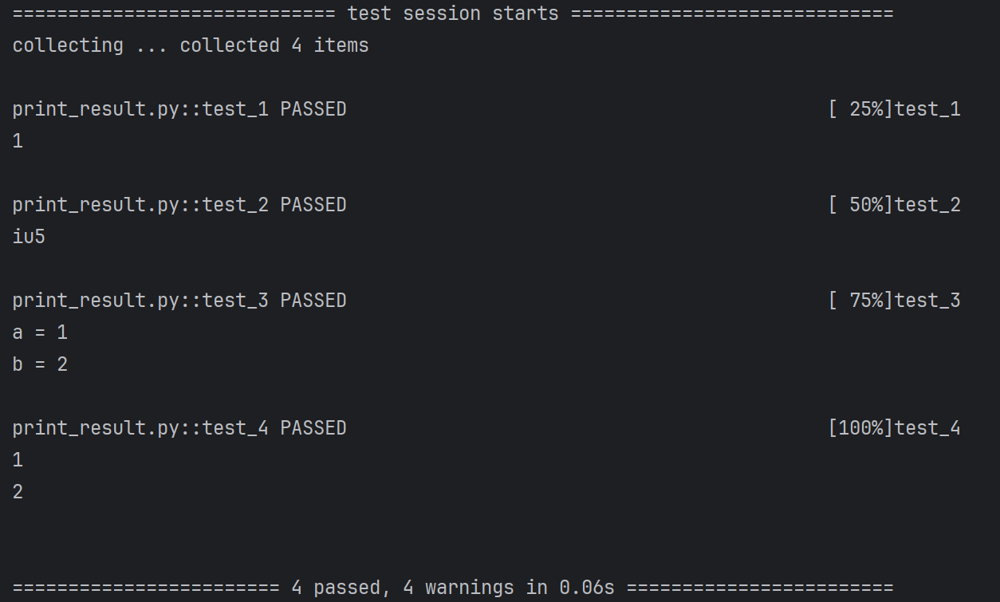 ============================= test session starts =============================
collecting ... collected 4 items
print_result.py::test_1 PASSED [ 25%]test_1
1
print_result.py::test_2 PASSED [ 50%]test_2
iu5
print_result.py::test_3 PASSED [ 75%]test_3
a = 1
b = 2
print_result.py::test_4 PASSED [100%]test_4
1
2
======================== 4 passed, 4 warnings in 0.06s ========================